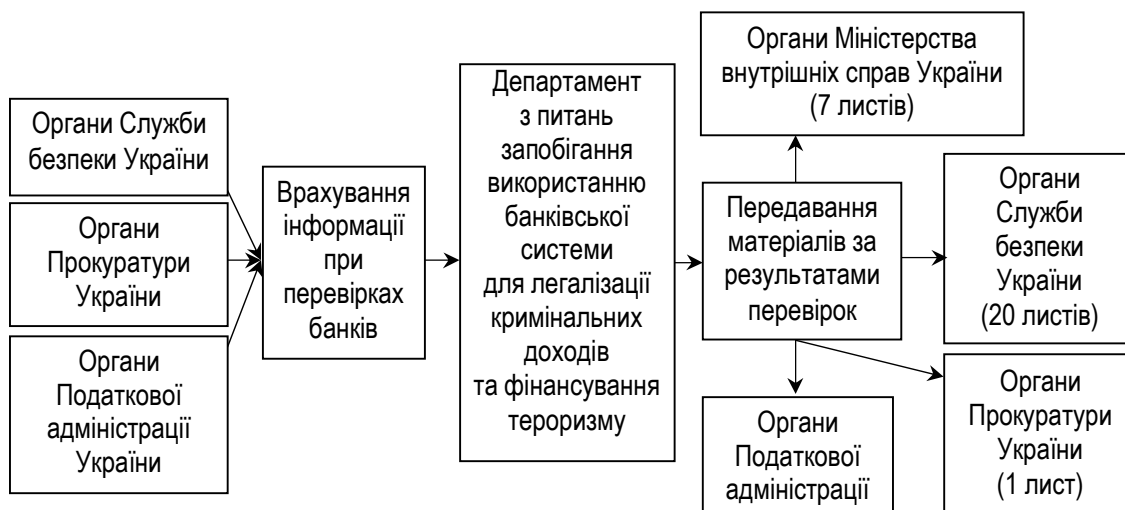 Органи Служби
безпеки України
Органи
Прокуратури
України
Органи
Податкової
адміністрації
України
Врахування
інформації
при
перевірках
банків
Департамент
з питань
запобігання
використанню
банківської
системи
для легалізації
кримінальних
доходів
та фінансування
тероризму
Органи Міністерства
внутрішніх справ України
(7 листів)
Передавання
матеріалів за
результатами
перевірок
Органи
Служби
безпеки
України
(20 листів)
Органи
Податкової
адміністрації
Органи
Прокуратури
України
(1 лист)